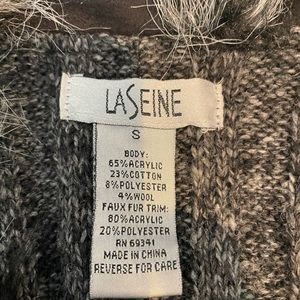 LASEINE
S
BODY:
65%ACRYLIC
23%COTTON
8%POLYESTER
4%WOOL
FAUX FUR TRIM:
80%ACRYLIC
20%POLYESTER
RN 69341
MADE IN CHINA
REVERSE FOR CARE